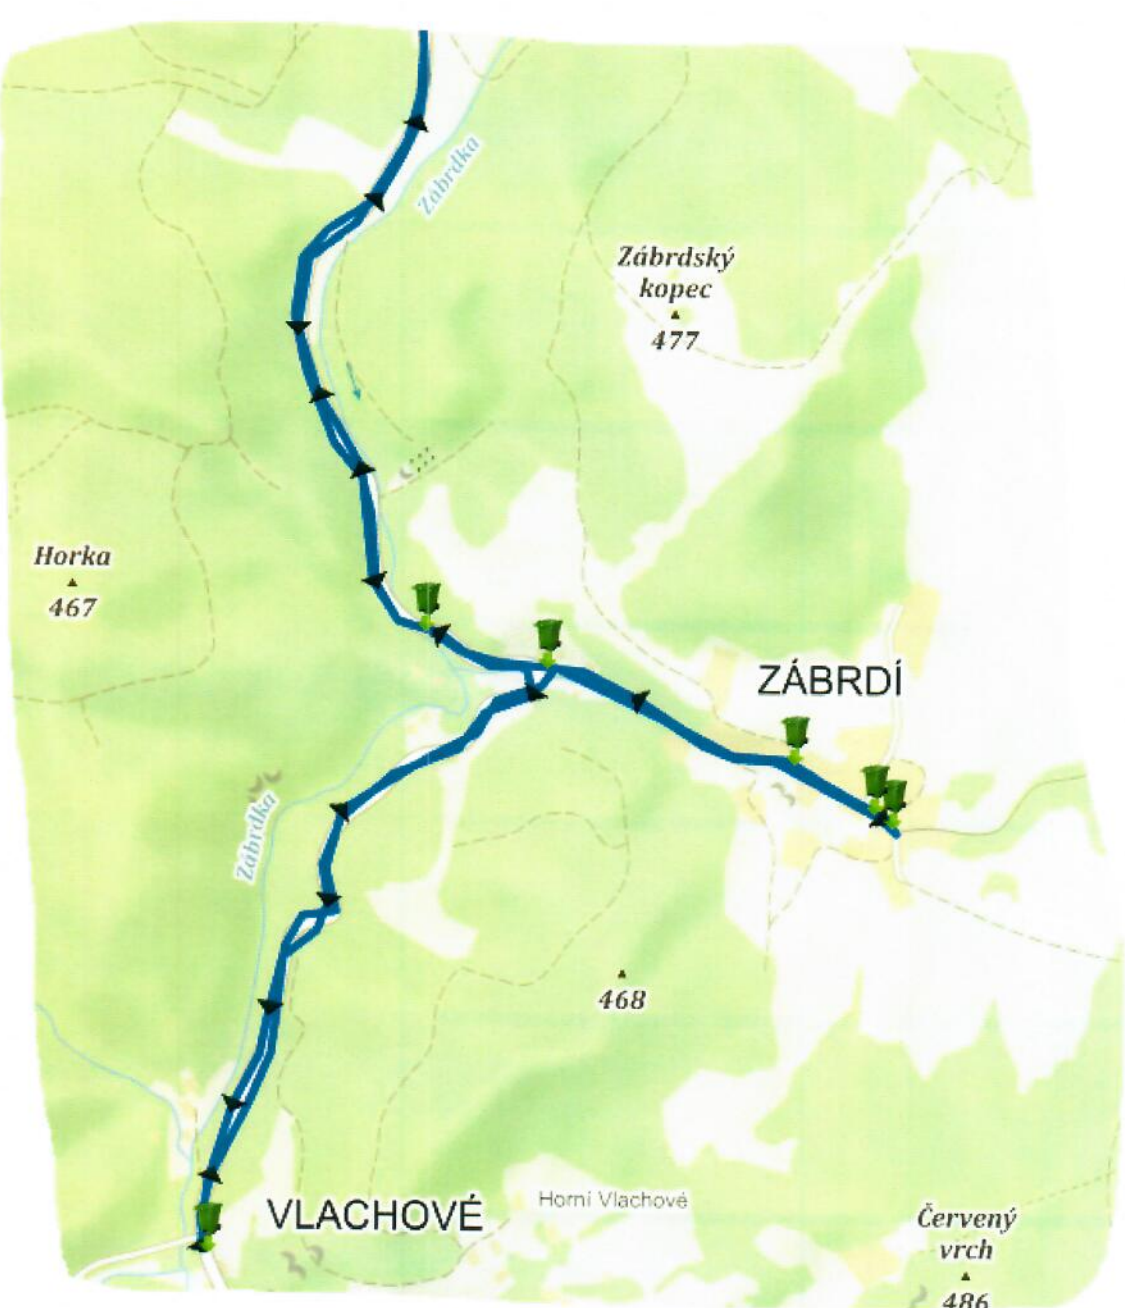 Zábrdka
Zábrdský
kopec
477
Horka
467
ZÁBRDÍ
Zábrdka
468
VLACHOVÉ
Horní Vlachové
Červený
vrch
486